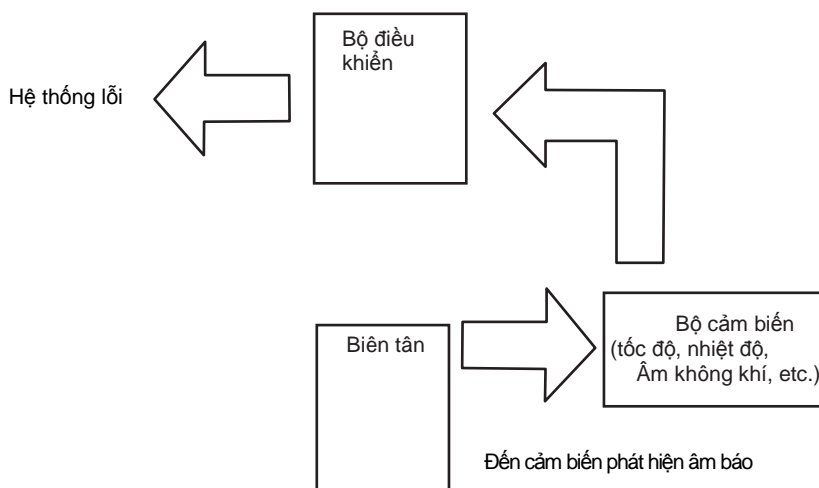 Bộ điều
khiển
Hệ thống lỗi
Bộ cảm biến
(tốc độ, nhiệt độ,
Âm không khí, etc.)
Biên tân
Đến cảm biến phát hiện âm báo